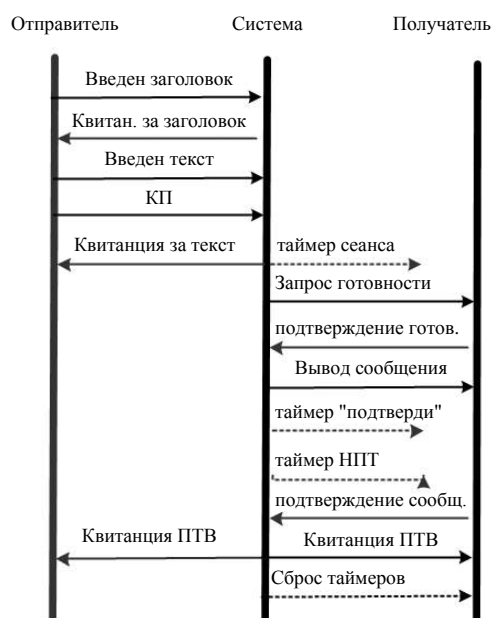 Отправитель Система Получатель
Введен заголовок
Квитан. за заголовок
Введен текст
КП
Квитанция за текст таймер сеанса
Запрос готовности
подтверждение готов.
Вывод сообщения
таймер "подтверди"
таймер НПТ
подтверждение сообщ.
Квитанция ПТВ Квитанция ПТВ
Сброс таймеров